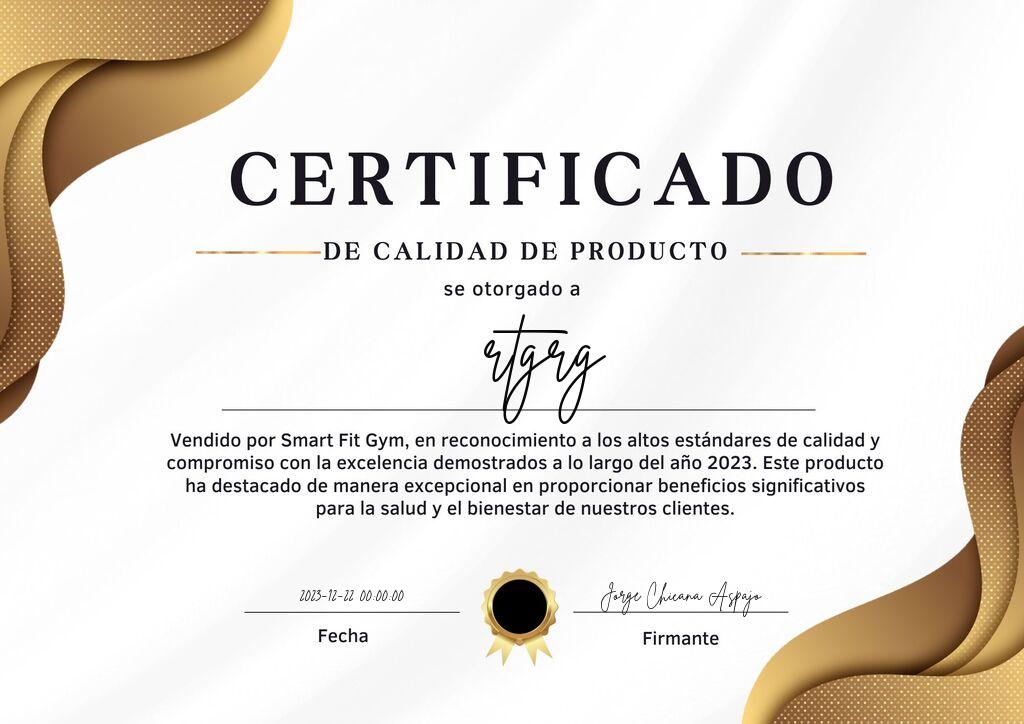 CERTIFICADO
DE CALIDAD DE PRODUCTO
se otorgado a
rtgrg
Vendido por Smart Fit Gym, en reconocimiento a los altos estándares de calidad y
compromiso con la excelencia demostrados a lo largo del año 2023. Este producto
ha destacado de manera excepcional en proporcionar beneficios significativos
para la salud y el bienestar de nuestros clientes.
2023-12-22 00:00:00
Jorge Chicana Aspajo
Fecha
Firmante